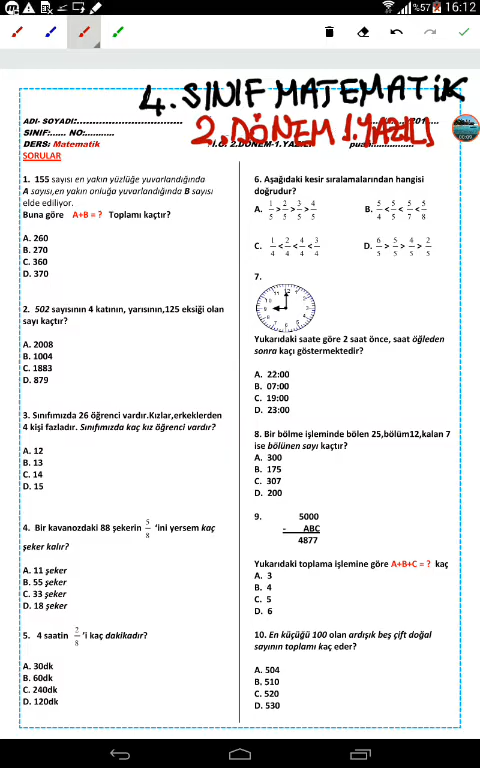 %57 16:12
4. SINIF MATEMATİK
2. DÖNEM 1. YAZILI
ADI- SOYADI:...............................
SINIF:...... NO:...........
DERS: Matematik
İ.O. 2.DÖNEM-1.YAZILI
puan:...............
00:00
SORULAR
1. 155 sayısı en yakın yüzlüğe yuvarlandığında
A sayısı,en yakın onluğa yuvarlandığında B sayısı
elde ediliyor.
Buna göre A+B = ? Toplamı kaçtır?
A. 260
B. 270
C. 360
D. 370
2. 502 sayısının 4 katının, yarısının,125 eksiği olan
sayı kaçtır?
A. 2008
B. 1004
C. 1883
D. 879
3. Sınıfımızda 26 öğrenci vardır.Kızlar,erkeklerden
4 kişi fazladır. Sınıfımızda kaç kız öğrenci vardır?
A. 12
B. 13
C. 14
D. 15
4. Bir kavanozdaki 88 şekerin 5/8 'ini yersem kaç
şeker kalır?
A. 11 şeker
B. 55 şeker
C. 33 şeker
D. 18 şeker
5. 4 saatin 2/8 'i kaç dakikadır?
A. 30dk
B. 60dk
C. 240dk
D. 120dk
6. Aşağıdaki kesir sıralamalarından hangisi
doğrudur?
A. 1/5 > 2/5 > 3/5 > 4/5
B. 5/4 < 5/5 < 5/7 < 5/8
C. 1/4 < 2/4 < 4/4 < 3/4
D. 6/5 > 5/5 > 4/5 > 2/5
7.
Yukarıdaki saate göre 2 saat önce, saat öğleden
sonra kaçı göstermektedir?
A. 22:00
B. 07:00
C. 19:00
D. 23:00
8. Bir bölme işleminde bölen 25,bölüm12,kalan 7
ise bölünen sayı kaçtır?
A. 300
B. 175
C. 307
D. 200
9. 5000
- ABC
4877
Yukarıdaki toplama işlemine göre A+B+C = ? kaç
A. 3
B. 4
C. 5
D. 6
10. En küçüğü 100 olan ardışık beş çift doğal
sayının toplamı kaç eder?
A. 504
B. 510
C. 520
D. 530